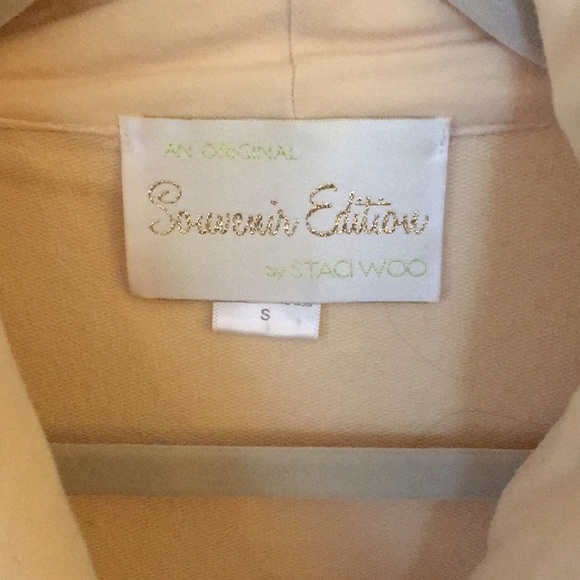 AN ORIGINAL
Souvenir Edition
by STACI WOO
S